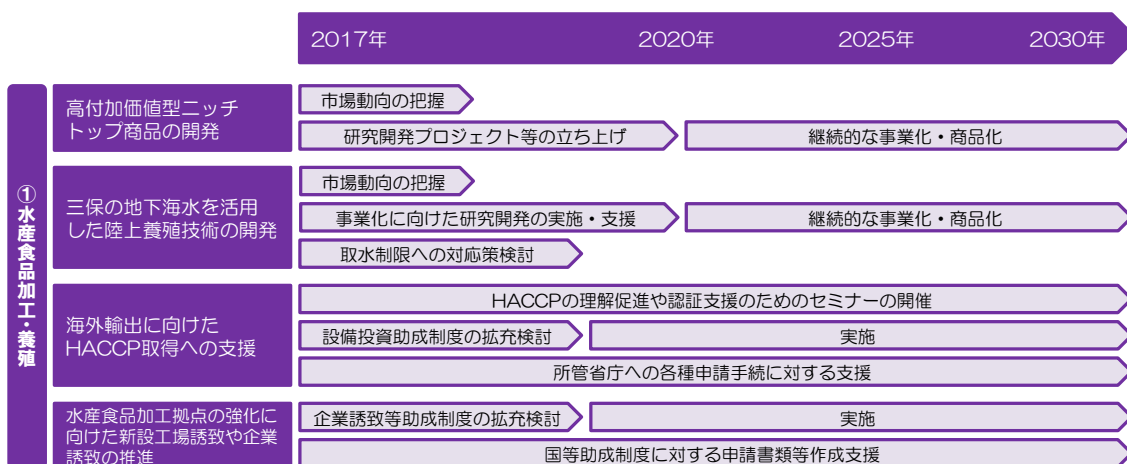 2017年 2020年 2025年 2030年
①水産食品加工・養殖
高付加価値型ニッチ
トップ商品の開発
市場動向の把握
研究開発プロジェクト等の立ち上げ
継続的な事業化・商品化
三保の地下海水を活用
した陸上養殖技術の開発
市場動向の把握
事業化に向けた研究開発の実施・支援
継続的な事業化・商品化
取水制限への対応策検討
海外輸出に向けた
HACCP取得への支援
HACCPの理解促進や認証支援のためのセミナーの開催
設備投資助成制度の拡充検討
実施
所管省庁への各種申請手続に対する支援
水産食品加工拠点の強化に
向けた新設工場誘致や企業
誘致の推進
企業誘致等助成制度の拡充検討
実施
国等助成制度に対する申請書類等作成支援